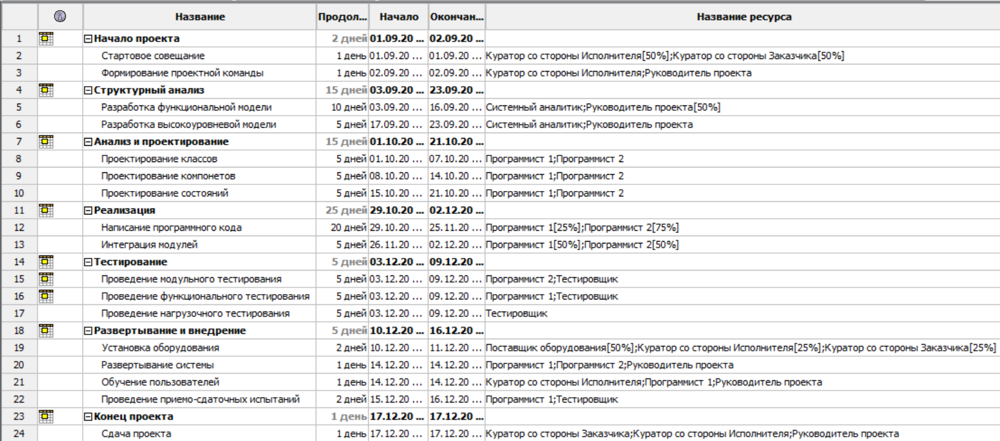 Название Продол... Начало Окончан... Название ресурса
1 Начало проекта 2 дней 01.09.20 ... 02.09.20 ...
2 Стартовое совещание 1 день 01.09.20 ... 01.09.20 ... Куратор со стороны Исполнителя[50%];Куратор со стороны Заказчика[50%]
3 Формирование проектной команды 1 день 02.09.20 ... 02.09.20 ... Куратор со стороны Исполнителя;Руководитель проекта
4 Структурный анализ 15 дней 03.09.20 ... 23.09.20 ...
5 Разработка функциональной модели 10 дней 03.09.20 ... 16.09.20 ... Системный аналитик;Руководитель проекта[50%]
6 Разработка высокоуровневой модели 5 дней 17.09.20 ... 23.09.20 ... Системный аналитик;Руководитель проекта
7 Анализ и проектирование 15 дней 01.10.20 ... 21.10.20 ...
8 Проектирование классов 5 дней 01.10.20 ... 07.10.20 ... Программист 1;Программист 2
9 Проектирование компонетов 5 дней 08.10.20 ... 14.10.20 ... Программист 1;Программист 2
10 Проектирование состояний 5 дней 15.10.20 ... 21.10.20 ... Программист 1;Программист 2
11 Реализация 25 дней 29.10.20 ... 02.12.20 ...
12 Написание программного кода 20 дней 29.10.20 ... 25.11.20 ... Программист 1[25%];Программист 2[75%]
13 Интеграция модулей 5 дней 26.11.20 ... 02.12.20 ... Программист 1[50%];Программист 2[50%]
14 Тестирование 5 дней 03.12.20 ... 09.12.20 ...
15 Проведение модульного тестирования 5 дней 03.12.20 ... 09.12.20 ... Программист 2;Тестировщик
16 Проведение функционального тестирования 5 дней 03.12.20 ... 09.12.20 ... Программист 1;Тестировщик
17 Проведение нагрузочного тестирования 5 дней 03.12.20 ... 09.12.20 ... Тестировщик
18 Развертывание и внедрение 5 дней 10.12.20 ... 16.12.20 ...
19 Установка оборудования 2 дней 10.12.20 ... 11.12.20 ... Поставщик оборудования[50%];Куратор со стороны Исполнителя[25%];Куратор со стороны Заказчика[25%]
20 Развертывание системы 1 день 14.12.20 ... 14.12.20 ... Программист 1;Программист 2;Руководитель проекта
21 Обучение пользователей 1 день 14.12.20 ... 14.12.20 ... Куратор со стороны Исполнителя;Программист 1;Руководитель проекта
22 Проведение приемо-сдаточных испытаний 2 дней 15.12.20 ... 16.12.20 ... Программист 1;Тестировщик
23 Конец проекта 1 день 17.12.20 ... 17.12.20 ...
24 Сдача проекта 1 день 17.12.20 ... 17.12.20 ... Куратор со стороны Заказчика;Куратор со стороны Исполнителя;Руководитель проекта